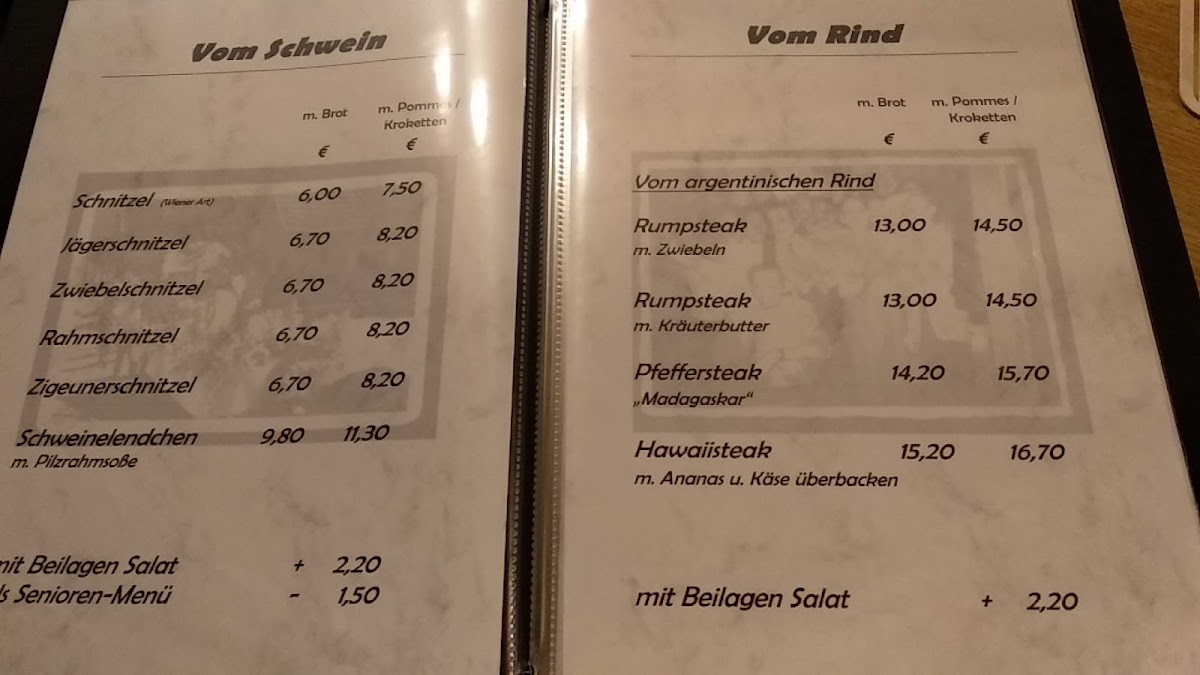 Vom Schwein
m. Brot m. Pommes / Kroketten
€ €
Schnitzel (Wiener Art) 6,00 7,50
Jägerschnitzel 6,70 8,20
Zwiebelschnitzel 6,70 8,20
Rahmschnitzel 6,70 8,20
Zigeunerschnitzel 6,70 8,20
Schweinelendchen 9,80 11,30
m. Pilzrahmsoße
Beilagen Salat + 2,20
Senioren-Menü - 1,50
Vom Rind
m. Brot m. Pommes / Kroketten
€ €
Vom argentinischen Rind
Rumpsteak 13,00 14,50
m. Zwiebeln
Rumpsteak 13,00 14,50
m. Kräuterbutter
Pfeffersteak 14,20 15,70
„Madagaskar“
Hawaiisteak 15,20 16,70
m. Ananas u. Käse überbacken
mit Beilagen Salat + 2,20